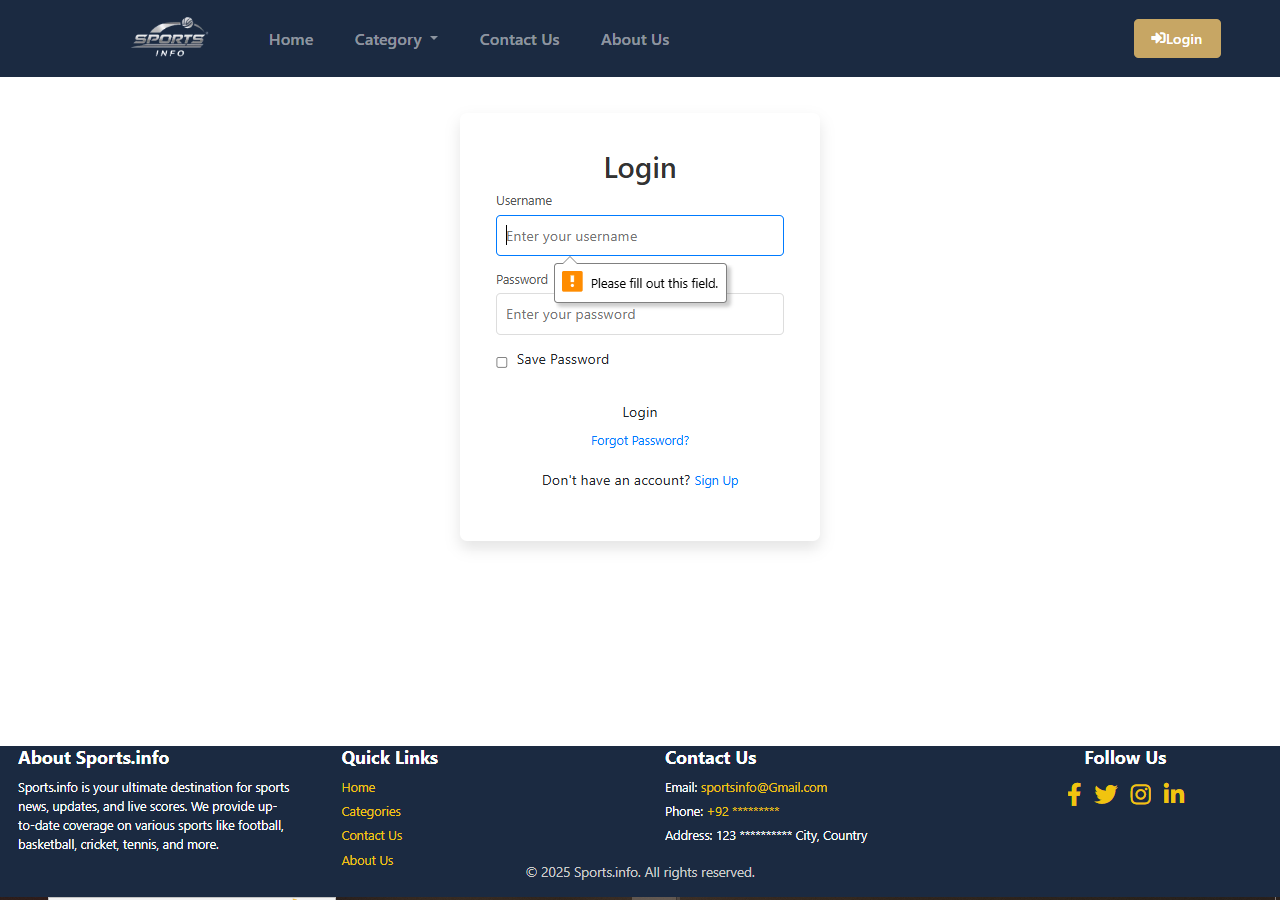 SPORTS
INFO
Home
Category
Contact Us
About Us
Login
Login
Username
Enter your username
Please fill out this field.
Password
Enter your password
Save Password
Login
Forgot Password?
Don't have an account? Sign Up
About Sports.info
Sports.info is your ultimate destination for sports
news, updates, and live scores. We provide up-
to-date coverage on various sports like football,
basketball, cricket, tennis, and more.
Quick Links
Home
Categories
Contact Us
About Us
Contact Us
Email: sportsinfo@Gmail.com
Phone: +92 *********
Address: 123 ********** City, Country
Follow Us
© 2025 Sports.info. All rights reserved.